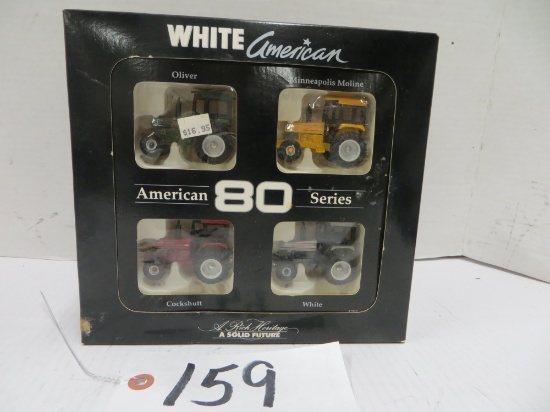 WHITE American
Oliver
Minneapolis Moline
$16.95
American 80 Series
Cockshutt
White
A Rich Heritage
A SOLID FUTURE
159